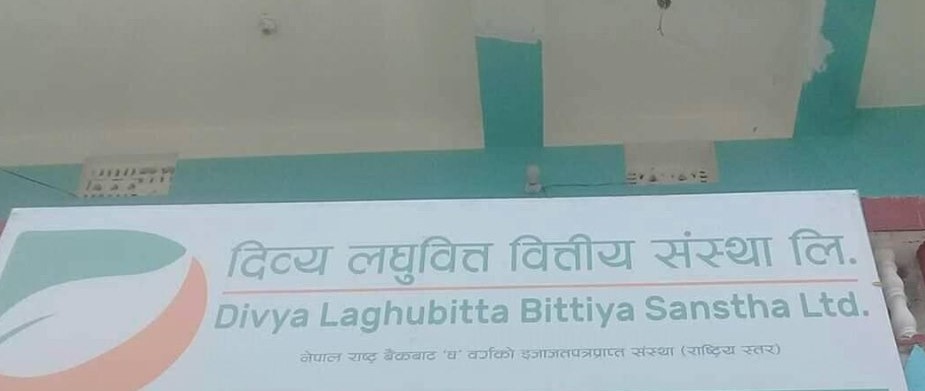 दिव्य लघुवित्त वित्तीय संस्था लि.
Divya Laghubitta Bittiya Sanstha Ltd.
नेपाल राष्ट्र बैंकबाट 'घ' वर्गको इजाजतपत्रप्राप्त संस्था (राष्ट्रिय स्तर)